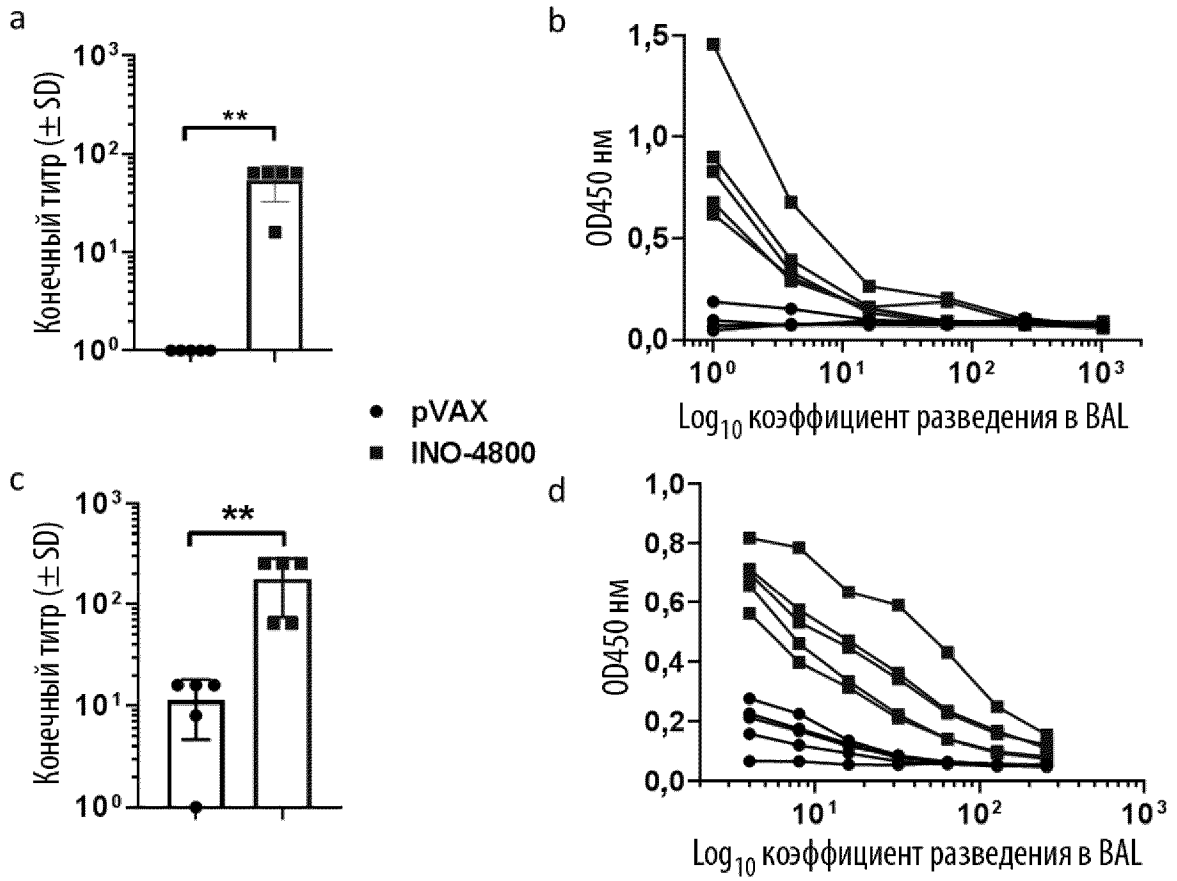 a
10³
10²
10¹
10⁰
Конечный титр (± SD)
**
b
1,5
1,0
0,5
0,0
OD450 нм
10⁰ 10¹ 10² 10³
Log₁₀ коэффициент разведения в BAL
pVAX
INO-4800
c
10³
10²
10¹
10⁰
Конечный титр (± SD)
**
d
1,0
0,8
0,6
0,4
0,2
0,0
OD450 нм
10¹ 10² 10³
Log₁₀ коэффициент разведения в BAL